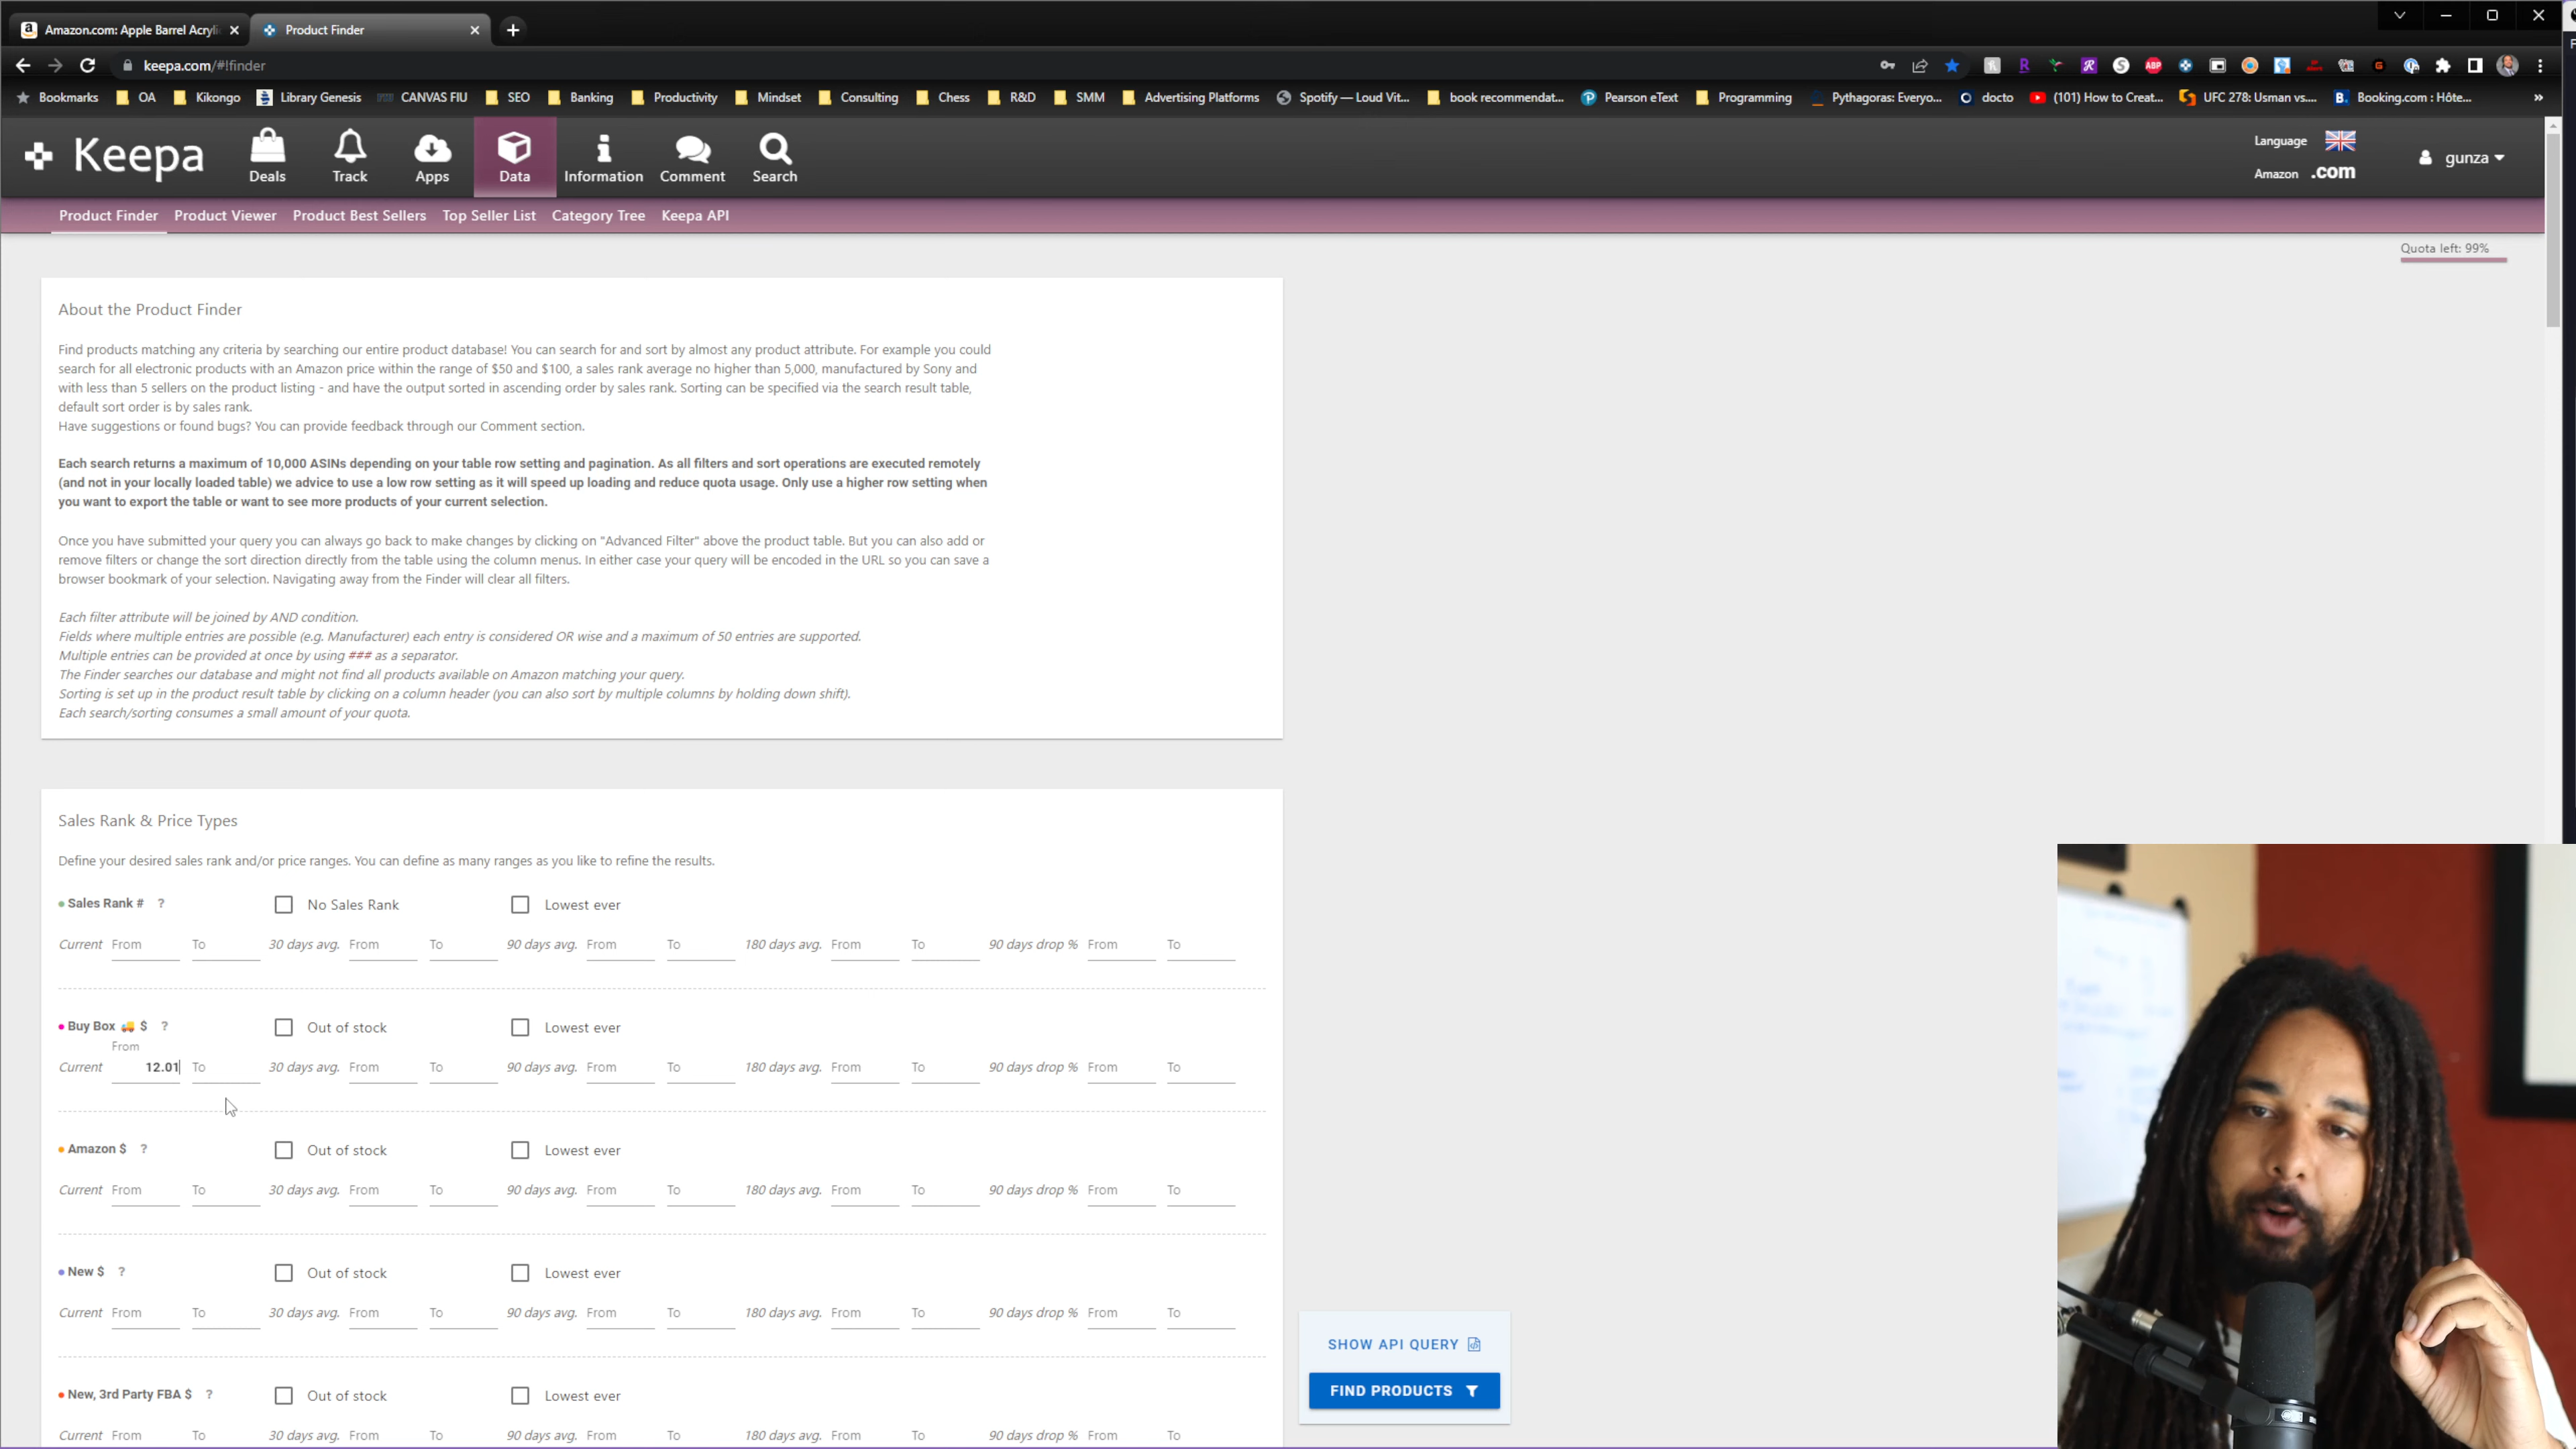 Amazon.com: Apple Barrel Acryli
Product Finder
keepa.com/#!finder
Bookmarks OA Kikongo Library Genesis CANVAS FIU SEO Banking Productivity Mindset Consulting Chess R&D SMM Advertising Platforms Spotify — Loud Vit... book recommendat... Pearson eText Programming Pythagoras: Everyo... docto (101) How to Creat... UFC 278: Usman vs.... Booking.com : Hôte... »
Keepa
Deals Track Apps Data Information Comment Search
Language
Amazon .com
gunza
Product Finder Product Viewer Product Best Sellers Top Seller List Category Tree Keepa API
Quota left: 99%
About the Product Finder
Find products matching any criteria by searching our entire product database! You can search for and sort by almost any product attribute. For example you could
search for all electronic products with an Amazon price within the range of $50 and $100, a sales rank average no higher than 5,000, manufactured by Sony and
with less than 5 sellers on the product listing - and have the output sorted in ascending order by sales rank. Sorting can be specified via the search result table,
default sort order is by sales rank.
Have suggestions or found bugs? You can provide feedback through our Comment section.
Each search returns a maximum of 10,000 ASINs depending on your table row setting and pagination. As all filters and sort operations are executed remotely
(and not in your locally loaded table) we advice to use a low row setting as it will speed up loading and reduce quota usage. Only use a higher row setting when
you want to export the table or want to see more products of your current selection.
Once you have submitted your query you can always go back to make changes by clicking on "Advanced Filter" above the product table. But you can also add or
remove filters or change the sort direction directly from the table using the column menus. In either case your query will be encoded in the URL so you can save a
browser bookmark of your selection. Navigating away from the Finder will clear all filters.
Each filter attribute will be joined by AND condition.
Fields where multiple entries are possible (e.g. Manufacturer) each entry is considered OR wise and a maximum of 50 entries are supported.
Multiple entries can be provided at once by using ### as a separator.
The Finder searches our database and might not find all products available on Amazon matching your query.
Sorting is set up in the product result table by clicking on a column header (you can also sort by multiple columns by holding down shift).
Each search/sorting consumes a small amount of your quota.
Sales Rank & Price Types
Define your desired sales rank and/or price ranges. You can define as many ranges as you like to refine the results.
Sales Rank # ? No Sales Rank Lowest ever
Current From To 30 days avg. From To 90 days avg. From To 180 days avg. From To 90 days drop % From To
Buy Box $ ? Out of stock Lowest ever
From
Current 12.01 To 30 days avg. From To 90 days avg. From To 180 days avg. From To 90 days drop % From To
Amazon $ ? Out of stock Lowest ever
Current From To 30 days avg. From To 90 days avg. From To 180 days avg. From To 90 days drop % From To
New $ ? Out of stock Lowest ever
Current From To 30 days avg. From To 90 days avg. From To 180 days avg. From To 90 days drop % From To
SHOW API QUERY
FIND PRODUCTS
New, 3rd Party FBA $ ? Out of stock Lowest ever
Current From To 30 days avg. From To 90 days avg. From To 180 days avg. From To 90 days drop % From To